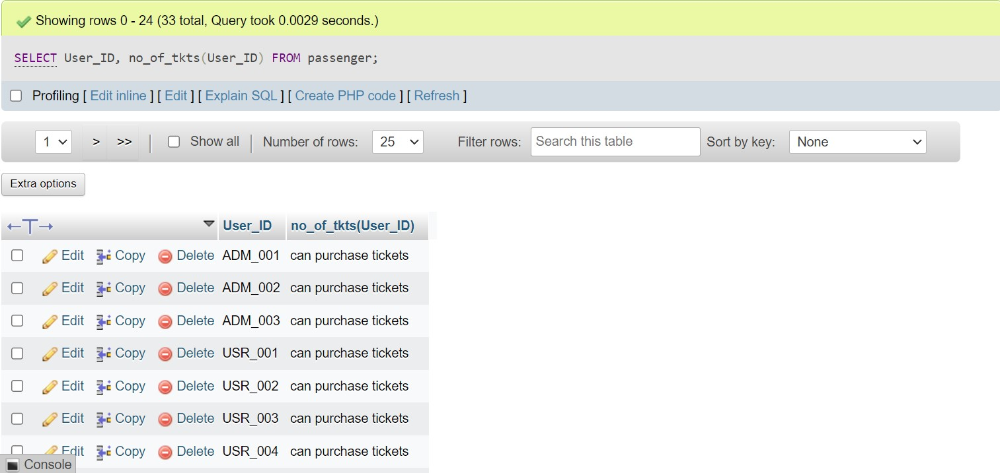 Showing rows 0 - 24 (33 total, Query took 0.0029 seconds.)
SELECT User_ID, no_of_tkts(User_ID) FROM passenger;
Profiling [ Edit inline ] [ Edit ] [ Explain SQL ] [ Create PHP code ] [ Refresh ]
1 > >> | Show all | Number of rows: 25 Filter rows: Search this table Sort by key: None
Extra options
←T→ User_ID no_of_tkts(User_ID)
Edit Copy Delete ADM_001 can purchase tickets
Edit Copy Delete ADM_002 can purchase tickets
Edit Copy Delete ADM_003 can purchase tickets
Edit Copy Delete USR_001 can purchase tickets
Edit Copy Delete USR_002 can purchase tickets
Edit Copy Delete USR_003 can purchase tickets
Edit Copy Delete USR_004 can purchase tickets
Console